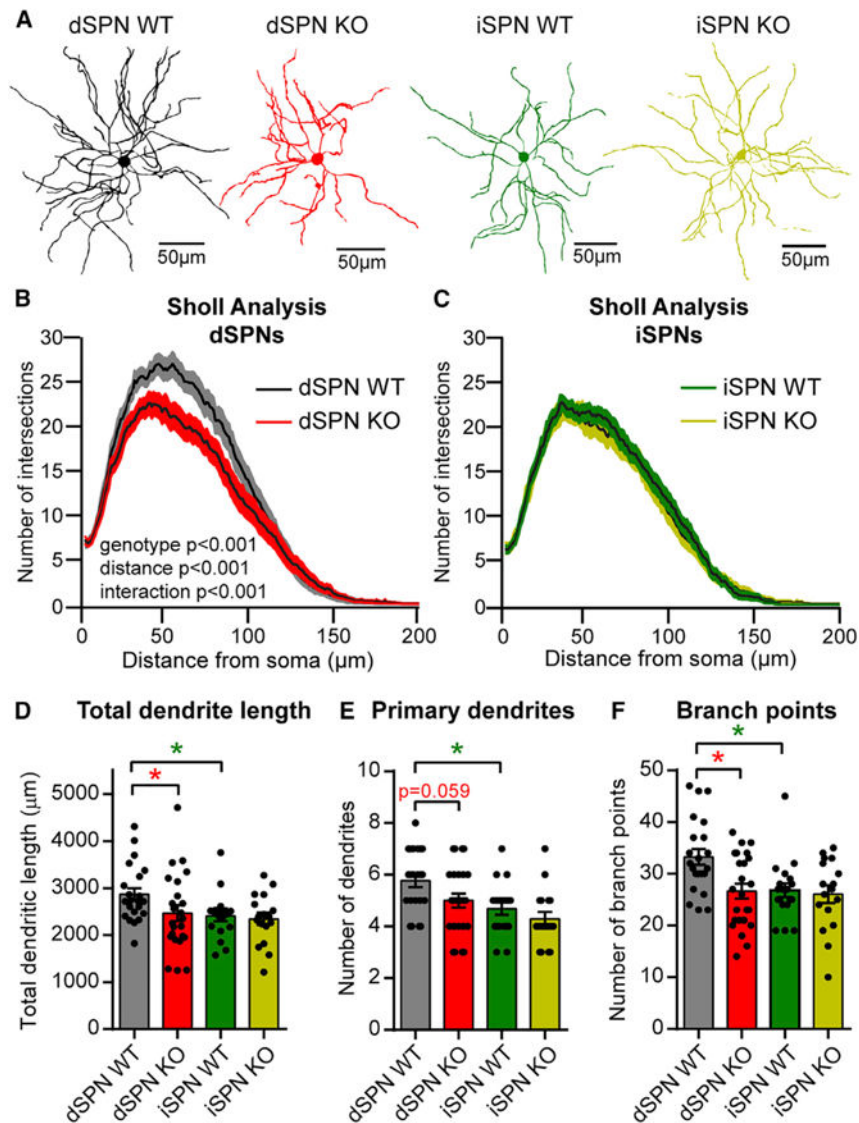 A
dSPN WT
dSPN KO
iSPN WT
iSPN KO
50μm
50μm
50μm
50μm
B
Sholl Analysis
dSPNs
Number of intersections
30
25
20
15
10
5
0
dSPN WT
dSPN KO
genotype p<0.001
distance p<0.001
interaction p<0.001
0
50
100
150
200
Distance from soma (μm)
C
Sholl Analysis
iSPNs
Number of intersections
30
25
20
15
10
5
0
iSPN WT
iSPN KO
0
50
100
150
200
Distance from soma (μm)
D
Total dendrite length
*
*
Total dendritic length (μm)
5000
4000
3000
2000
1000
0
dSPN WT
dSPN KO
iSPN WT
iSPN KO
E
Primary dendrites
*
p=0.059
Number of dendrites
10
8
6
4
2
0
dSPN WT
dSPN KO
iSPN WT
iSPN KO
F
Branch points
*
*
Number of branch points
50
40
30
20
10
0
dSPN WT
dSPN KO
iSPN WT
iSPN KO